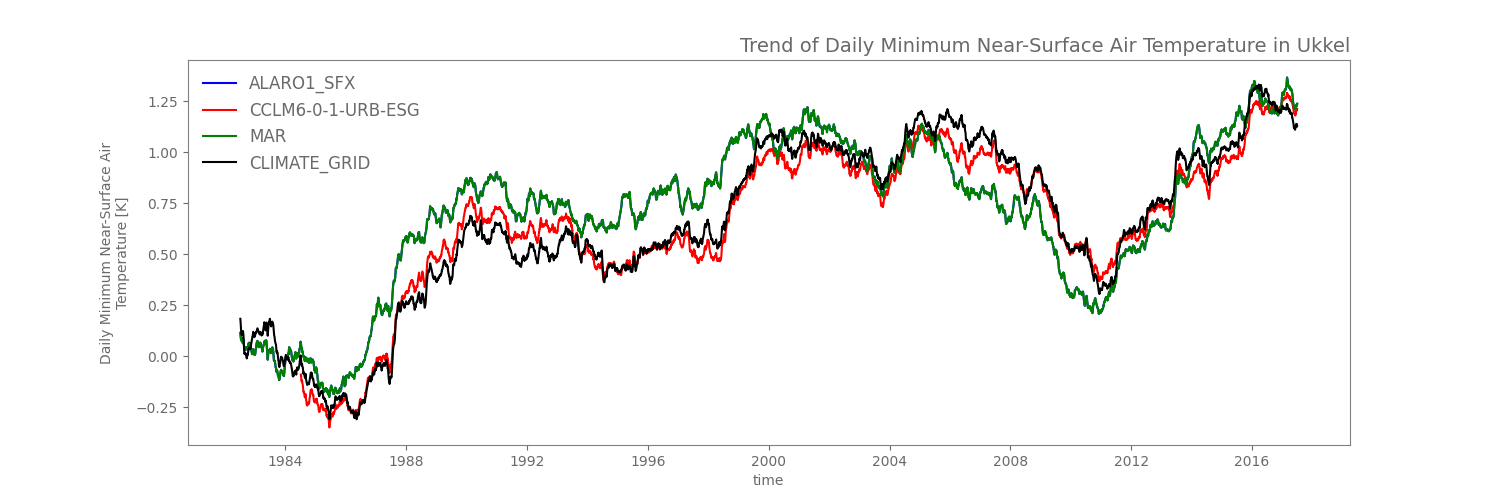 Trend of Daily Minimum Near-Surface Air Temperature in Ukkel
ALARO1_SFX
CCLM6-0-1-URB-ESG
MAR
CLIMATE_GRID
Daily Minimum Near-Surface Air
Temperature [K]
1.25
1.00
0.75
0.50
0.25
0.00
−0.25
1984
1988
1992
1996
2000
2004
2008
2012
2016
time